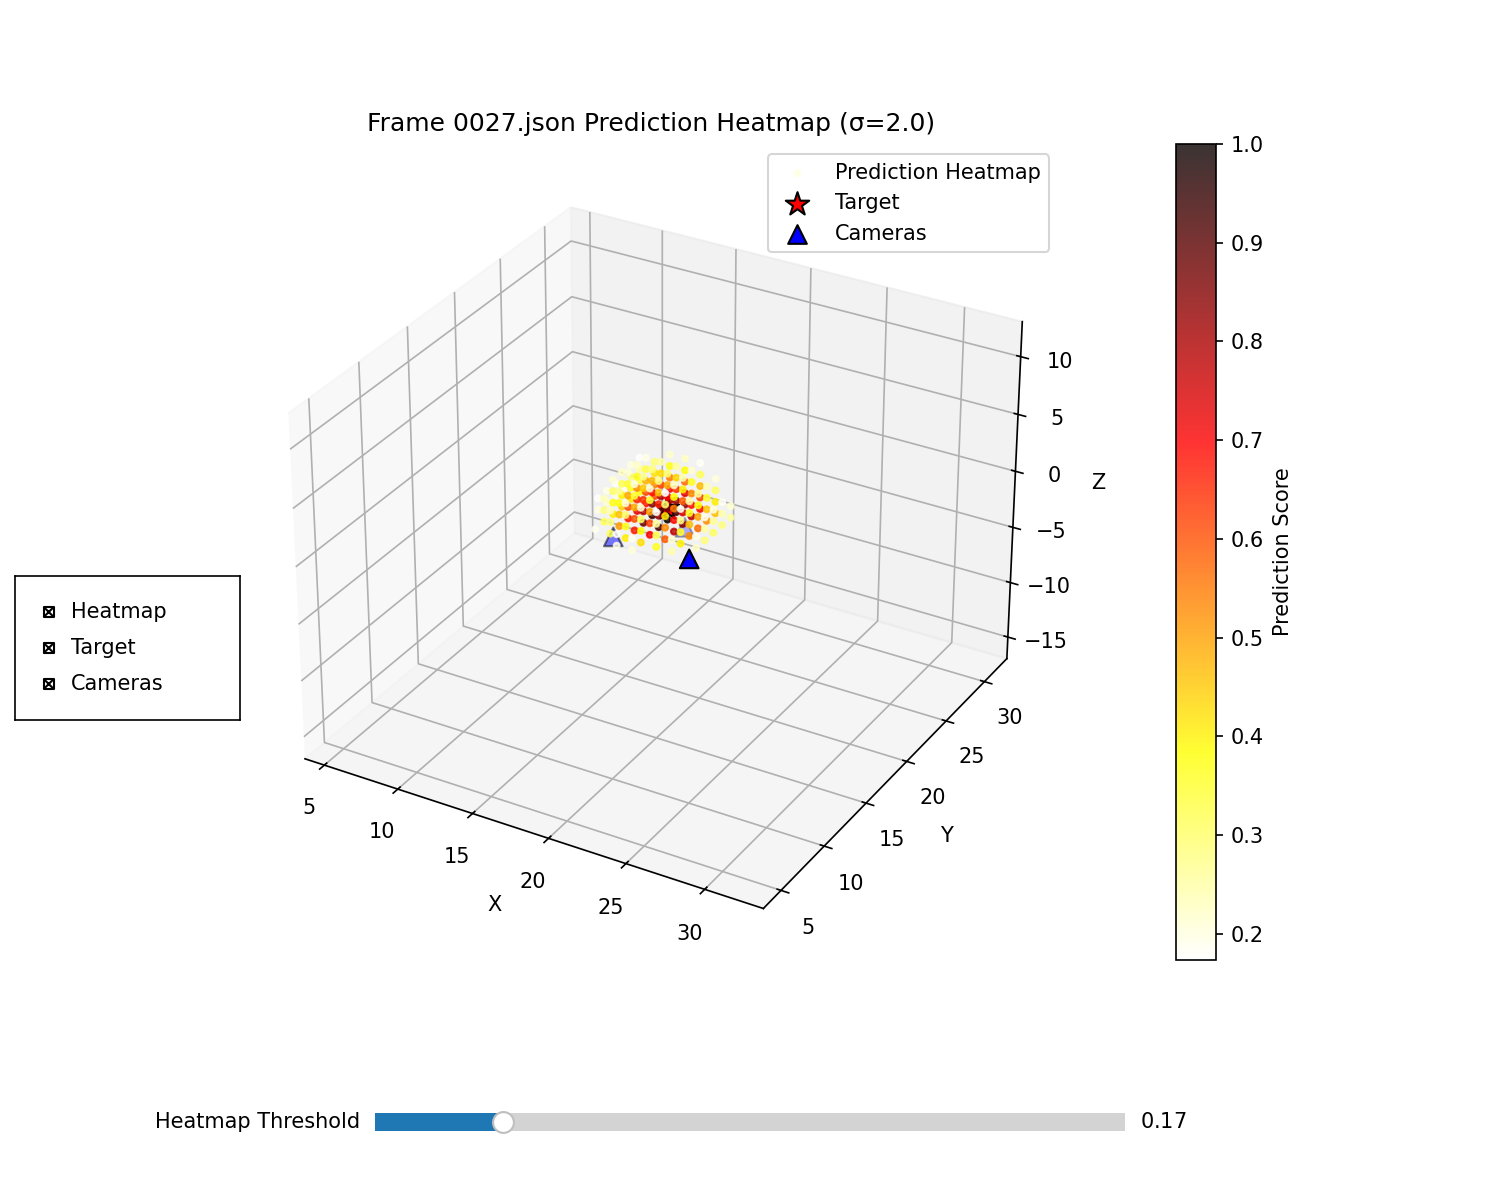 Frame 0027.json Prediction Heatmap (σ=2.0)
Prediction Heatmap
Target
Cameras
1.0
0.9
0.8
0.7
0.6
0.5
0.4
0.3
0.2
Prediction Score
10
5
0
−5
−10
−15
Z
Heatmap
Target
Cameras
5
10
15
20
25
30
X
5
10
15
20
25
30
Y
Heatmap Threshold
0.17